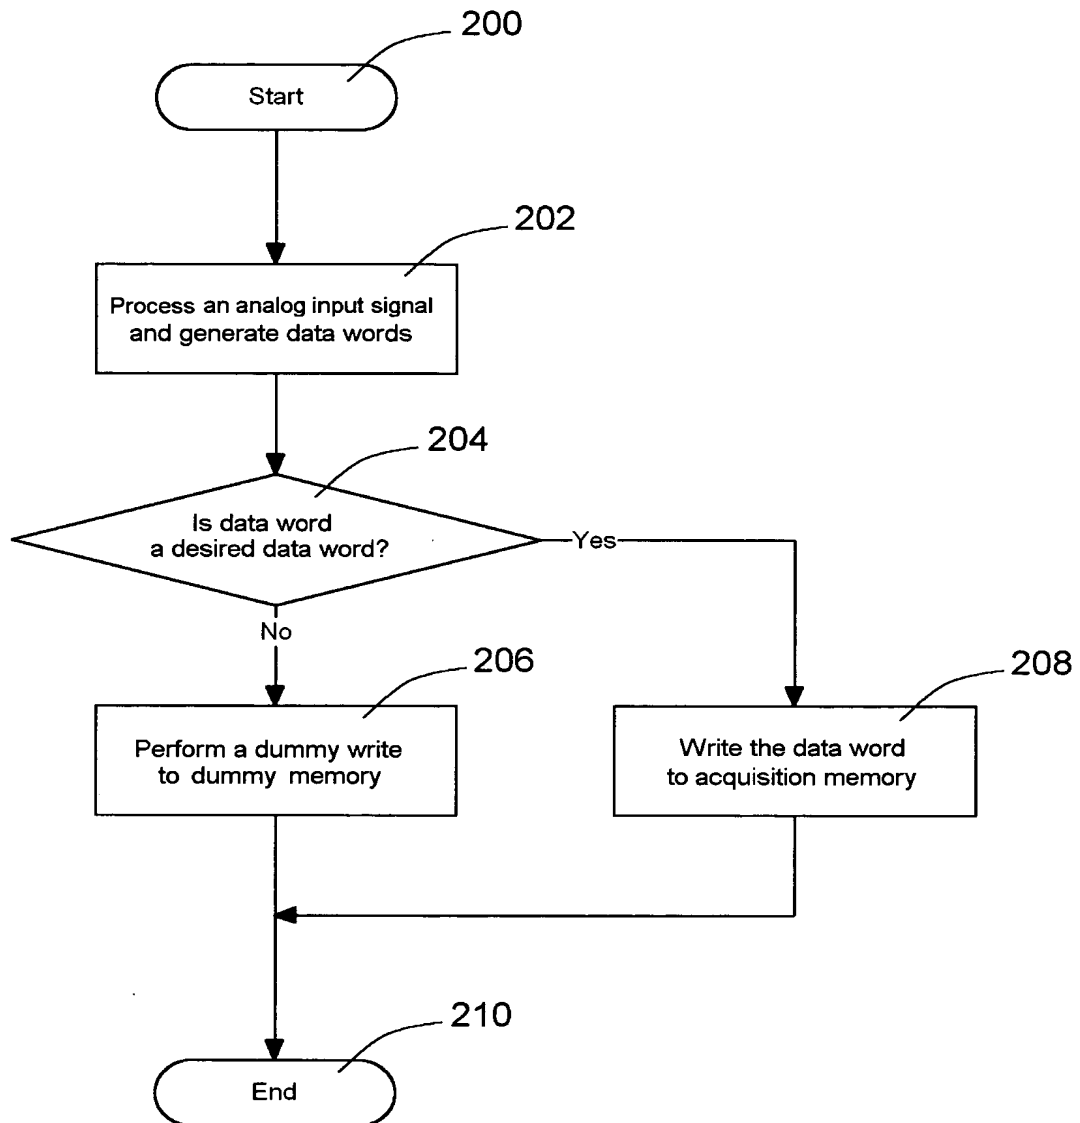 200
Start
202
Process an analog input signal
and generate data words
204
Is data word
a desired data word?
Yes
No
206
208
Perform a dummy write
to dummy memory
Write the data word
to acquisition memory
210
End